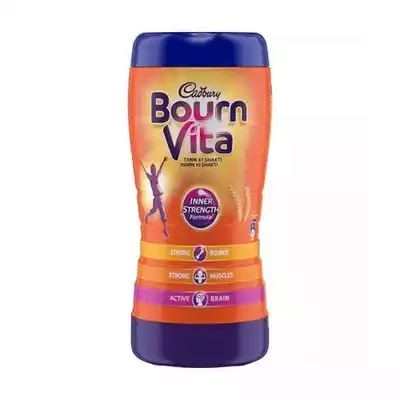 Cadbury
Bourn
Vita
TANN KI SHAKTI
MANN KI SHAKTI
INNER
STRENGTH
Formula
STRONG BONES
STRONG MUSCLES
ACTIVE BRAIN